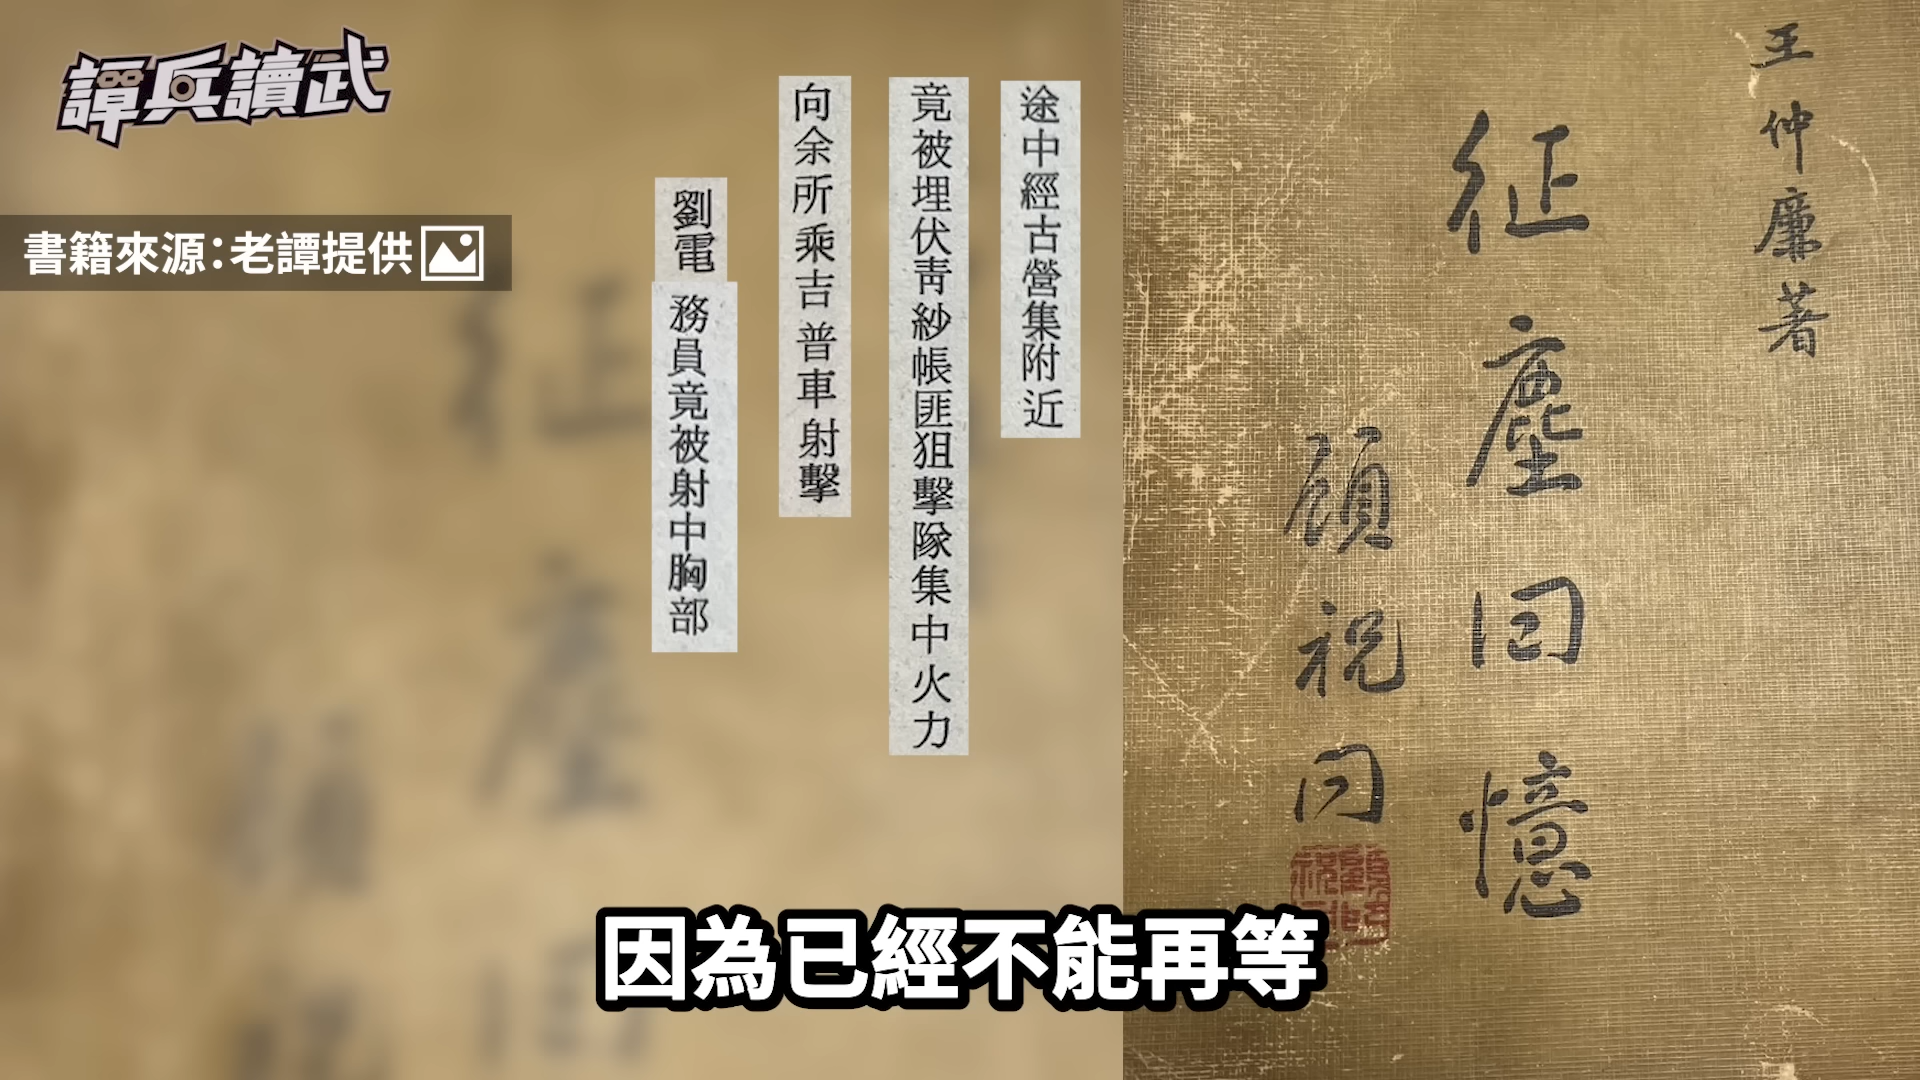 譚兵讀武
書籍來源：老譚提供
途中經古營集附近
竟被埋伏靑紗帳匪狙擊隊集中火力
向余所乘吉普車射擊
劉電
務員竟被射中胸部
王仲廉著
征塵回憶
顧祝同
因為已經不能再等